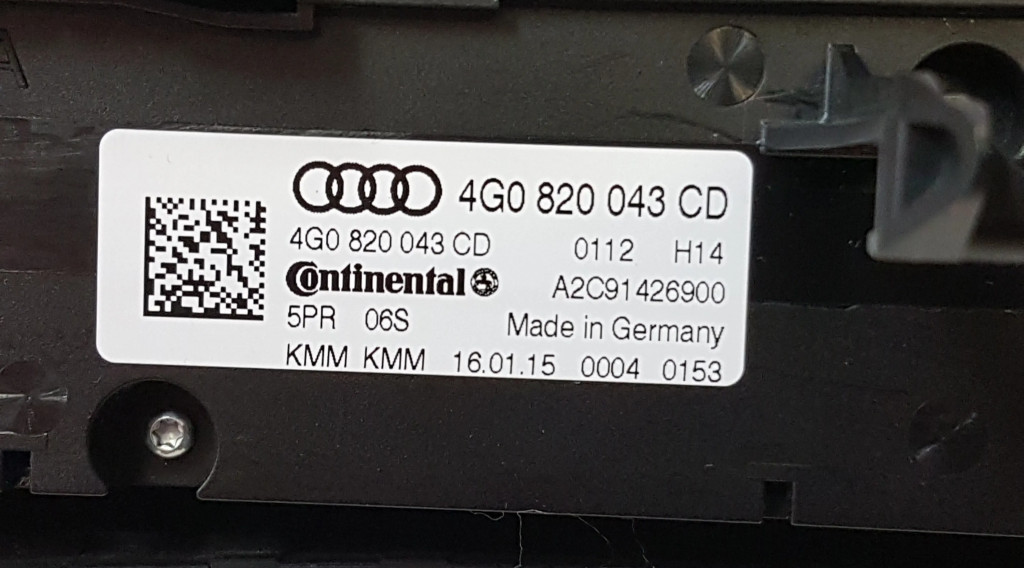 4G0 820 043 CD
4G0 820 043 CD 0112 H14
Continental A2C91426900
5PR 06S Made in Germany
KMM KMM 16.01.15 0004 0153